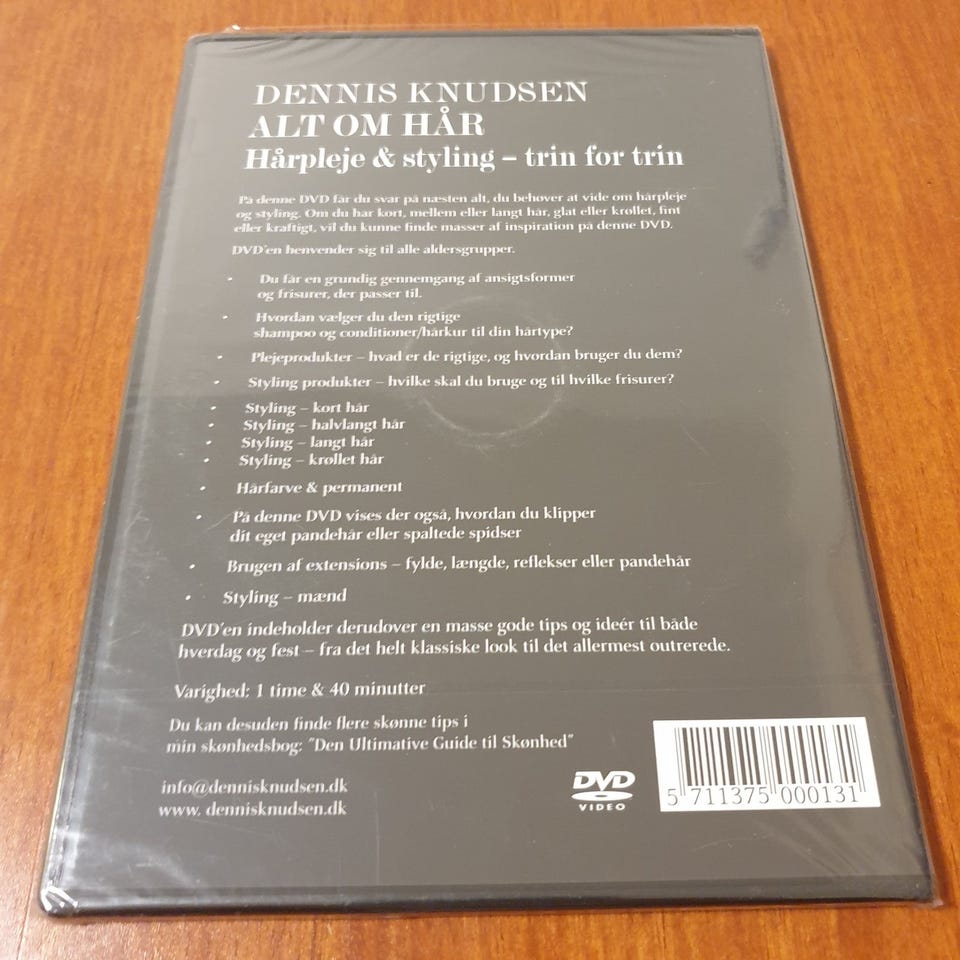 DENNIS KNUDSEN
ALT OM HÅR
Hårpleje & styling – trin for trin
På denne DVD får du svar på næsten alt, du behøver at vide om hårpleje
og styling. Om du har kort, mellem eller langt hår, glat eller krøllet, fint
eller kraftigt, vil du kunne finde masser af inspiration på denne DVD.
DVD'en henvender sig til alle aldersgrupper.
• Du får en grundig gennemgang af ansigtsformer
og frisurer, der passer til.
• Hvordan vælger du den rigtige
shampoo og conditioner/hårkur til din hårtype?
• Plejeprodukter – hvad er de rigtige, og hvordan bruger du dem?
• Styling produkter – hvilke skal du bruge og til hvilke frisurer?
• Styling – kort hår
• Styling – halvlangt hår
• Styling – langt hår
• Styling – krøllet hår
• Hårfarve & permanent
• På denne DVD vises der også, hvordan du klipper
dit eget pandehår eller spaltede spidser
• Brugen af extensions – fylde, længde, reflekser eller pandehår
• Styling – mænd
DVD'en indeholder derudover en masse gode tips og ideér til både
hverdag og fest – fra det helt klassiske look til det allermest outrerede.
Varighed: 1 time & 40 minutter
Du kan desuden finde flere skønne tips i
min skønhedsbog: "Den Ultimative Guide til Skønhed"
info@dennisknudsen.dk
www. dennisknudsen.dk
DVD
VIDEO
5 711375 000131